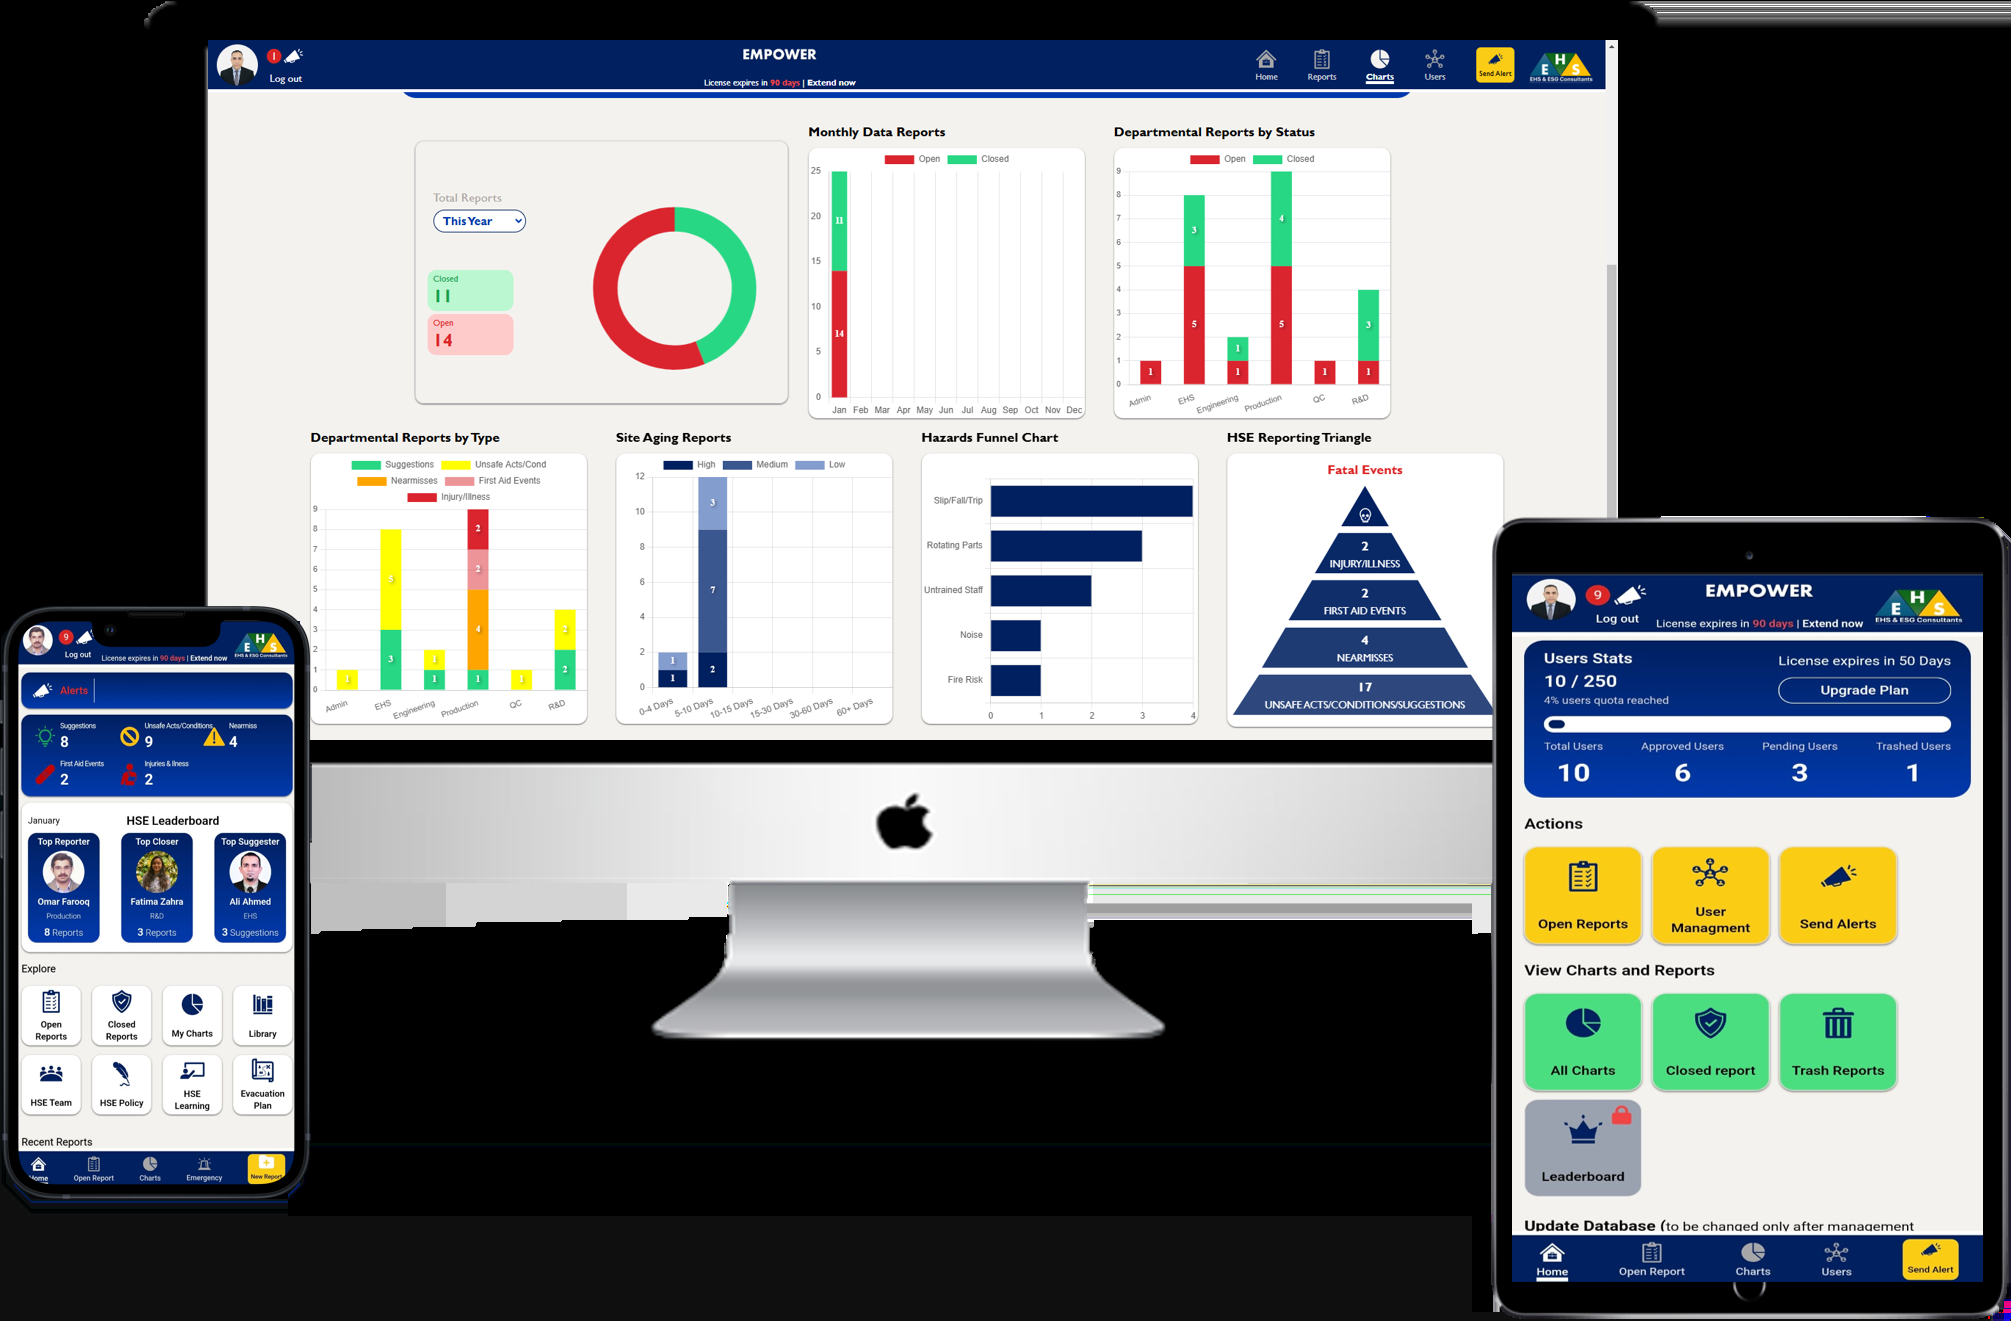 EMPOWER
1
Log out
License expires in 90 days | Extend now
Home
Reports
Charts
Users
Send Alert
E H S
EHS & ESG Consultants
Total Reports
This Year
Closed
11
Open
14
Monthly Data Reports
Open Closed
25
20
15
10
5
0
11
14
Jan Feb Mar Apr May Jun Jul Aug Sep Oct Nov Dec
Departmental Reports by Status
Open Closed
9
8
7
6
5
4
3
2
1
0
1
3
5
1
1
4
5
1
3
1
Admin EHS Engineering Production QC R&D
Departmental Reports by Type
Suggestions Unsafe Acts/Cond
Nearmisses First Aid Events
Injury/Illness
9
8
7
6
5
4
3
2
1
0
1
5
3
1
1
2
2
4
1
1
2
2
Admin EHS Engineering Production QC R&D
Site Aging Reports
High Medium Low
12
10
8
6
4
2
0
1
1
3
7
2
0-4 Days 5-10 Days 10-15 Days 15-30 Days 30-60 Days 60+ Days
Hazards Funnel Chart
Slip/Fall/Trip
Rotating Parts
Untrained Staff
Noise
Fire Risk
0 1 2 3 4
HSE Reporting Triangle
Fatal Events
2
INJURY/ILLNESS
2
FIRST AID EVENTS
4
NEARMISSES
17
UNSAFE ACTS/CONDITIONS/SUGGESTIONS
9
Log out
License expires in 90 days | Extend now
E H S
EHS & ESG Consultants
Alerts
Suggestions
8
Unsafe Acts/Conditions
9
Nearmiss
4
First Aid Events
2
Injuries & Illness
2
January
HSE Leaderboard
Top Reporter
Omar Farooq
Production
8 Reports
Top Closer
Fatima Zahra
R&D
3 Reports
Top Suggester
Ali Ahmed
EHS
3 Suggestions
Explore
Open
Reports
Closed
Reports
My Charts
Library
HSE Team
HSE Policy
HSE
Learning
Evacuation
Plan
Recent Reports
Home
Open Report
Charts
Emergency
New Report
9
Log out
EMPOWER
License expires in 90 days | Extend now
E H S
EHS & ESG Consultants
Users Stats
License expires in 50 Days
10 / 250
Upgrade Plan
4% users quota reached
Total Users
10
Approved Users
6
Pending Users
3
Trashed Users
1
Actions
Open Reports
User
Managment
Send Alerts
View Charts and Reports
All Charts
Closed report
Trash Reports
Leaderboard
Update Database (to be changed only after management
Home
Open Report
Charts
Users
Send Alert